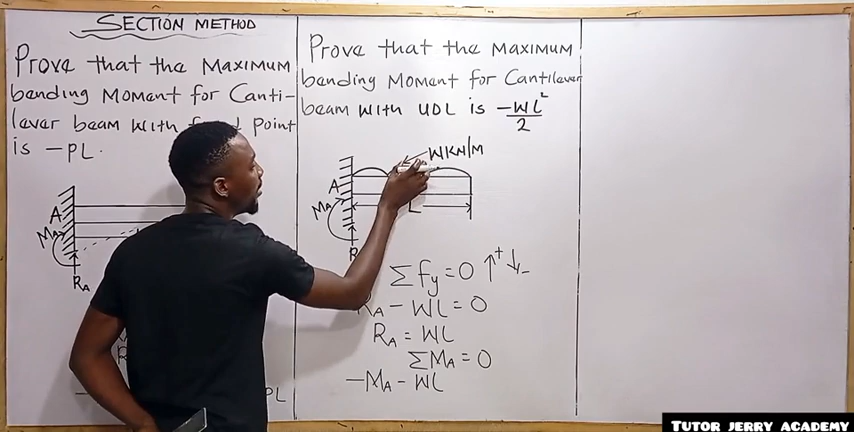 SECTION METHOD
Prove that the MAXIMUM
bending MOMENT for Canti-
lever beam WITH Point
is -PL.
A
MA
RA
PL
Prove that the MAXIMUM
bending MOMENT for Cantilever
beam WITH UDL is -WL²/2
WKN/M
A
MA
L
R
ΣFy=0 ↑+ ↓-
RA - WL = 0
RA = WL
ΣMA = 0
-MA - WL
TUTOR JERRY ACADEMY